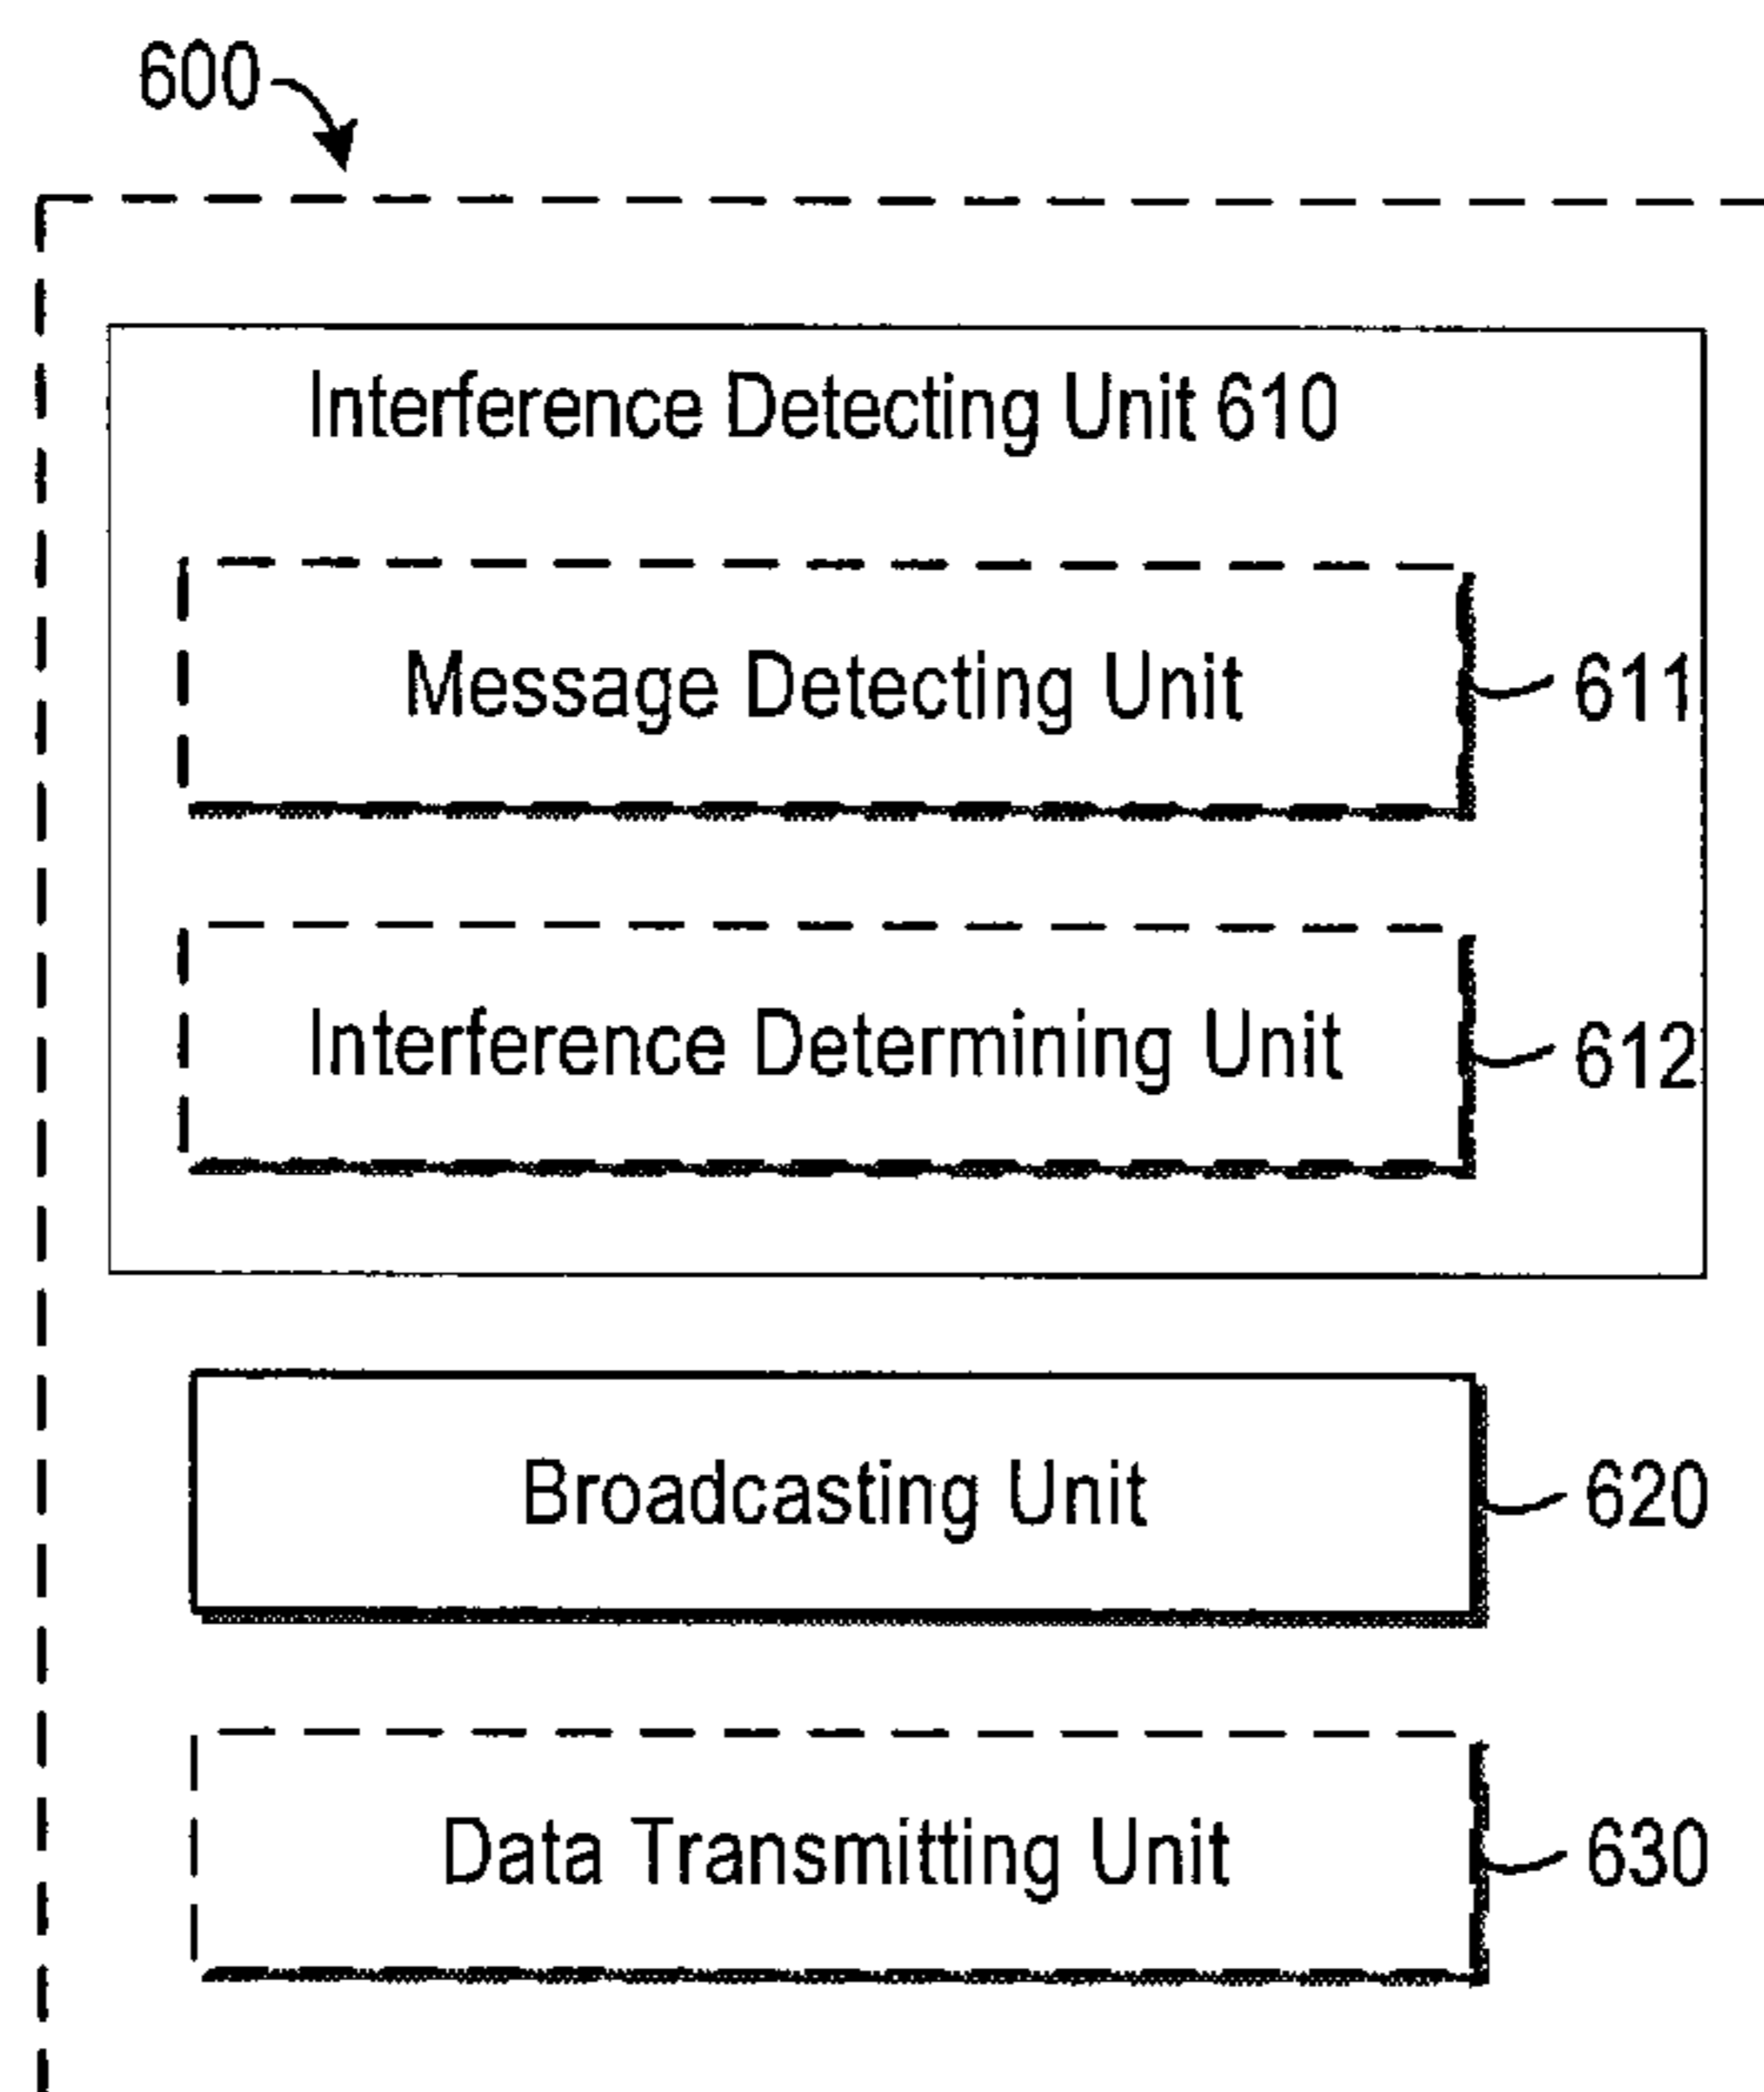 600
Interference Detecting Unit 610
Message Detecting Unit
611
Interference Determining Unit
612
Broadcasting Unit
620
Data Transmitting Unit
630